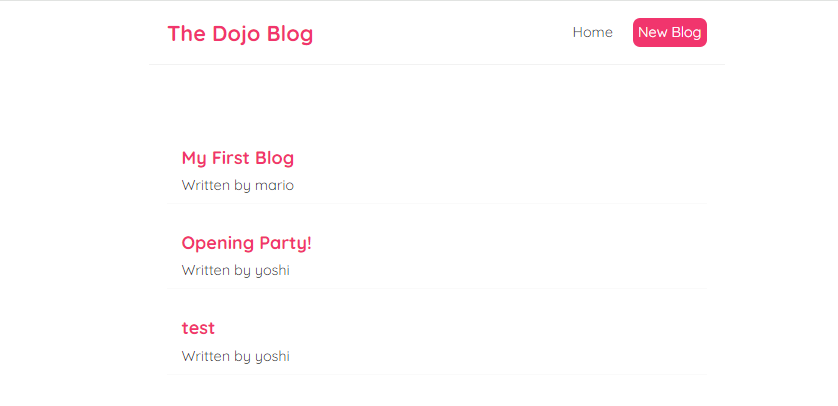 The Dojo Blog
Home
New Blog
My First Blog
Written by mario
Opening Party!
Written by yoshi
test
Written by yoshi